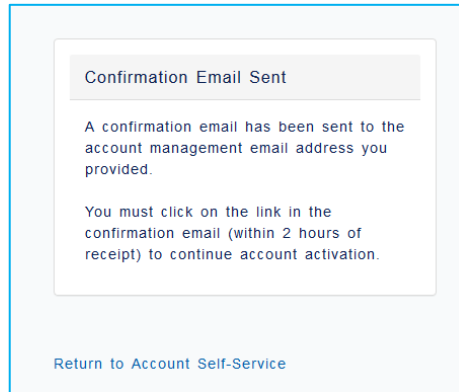 Confirmation Email Sent
A confirmation email has been sent to the
account management email address you
provided.
You must click on the link in the
confirmation email (within 2 hours of
receipt) to continue account activation.
Return to Account Self-Service